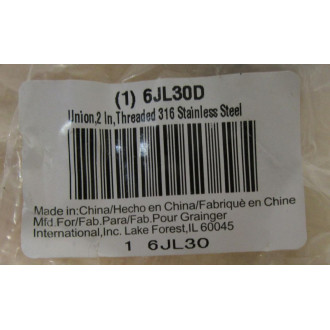 (1) 6JL30D
Union,2 In,Threaded 316 Stainless Steel
Made in:China/Hecho en China/Fabriquè en Chine
Mfd.For/Fab.Para/Fab.Pour Grainger
International,Inc. Lake Forest,IL 60045
1 6JL30